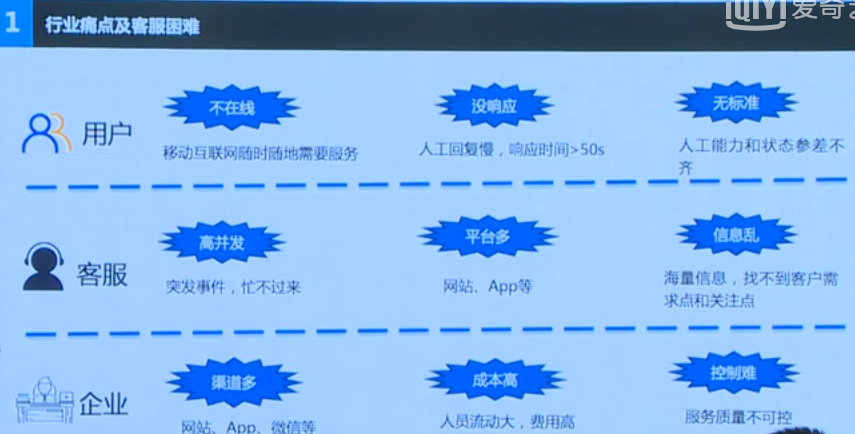 1 行业痛点及客服困难
iQIYI 爱奇艺
用户
不在线
移动互联网随时随地需要服务
没响应
人工回复慢，响应时间>50s
无标准
人工能力和状态参差不
齐
客服
高并发
突发事件，忙不过来
平台多
网站、App等
信息乱
海量信息，找不到客户需
求点和关注点
企业
渠道多
网站、App、微信等
成本高
人员流动大，费用高
控制难
服务质量不可控